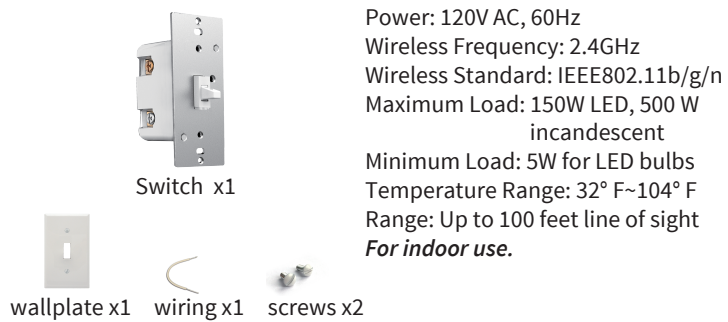 Switch x1
wallplate x1 wiring x1 screws x2
Power: 120V AC, 60Hz
Wireless Frequency: 2.4GHz
Wireless Standard: IEEE802.11b/g/n
Maximum Load: 150W LED, 500 W
incandescent
Minimum Load: 5W for LED bulbs
Temperature Range: 32° F~104° F
Range: Up to 100 feet line of sight
For indoor use.